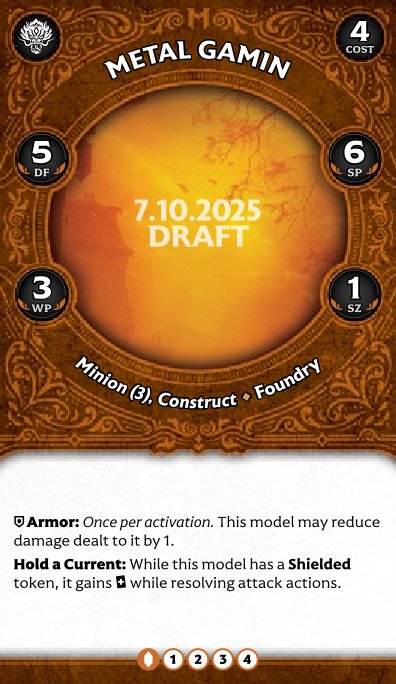 METAL GAMIN
4
COST
5
DF
6
SP
7.10.2025
DRAFT
3
WP
1
SZ
Minion (3), Construct ⬥ Foundry
Armor: Once per activation. This model may reduce
damage dealt to it by 1.
Hold a Current: While this model has a Shielded
token, it gains + while resolving attack actions.
1 2 3 4